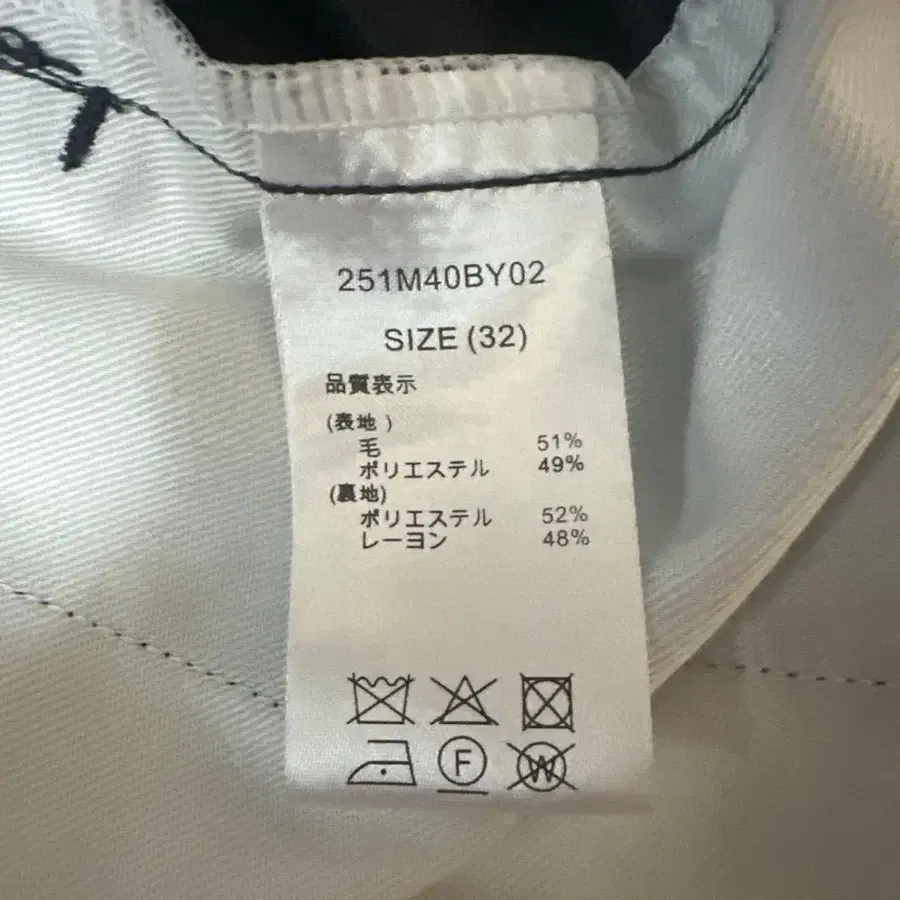 251M40BY02
SIZE (32)
品質表示
(表地)
毛 51%
ポリエステル 49%
(裏地)
ポリエステル 52%
レーヨン 48%
F W